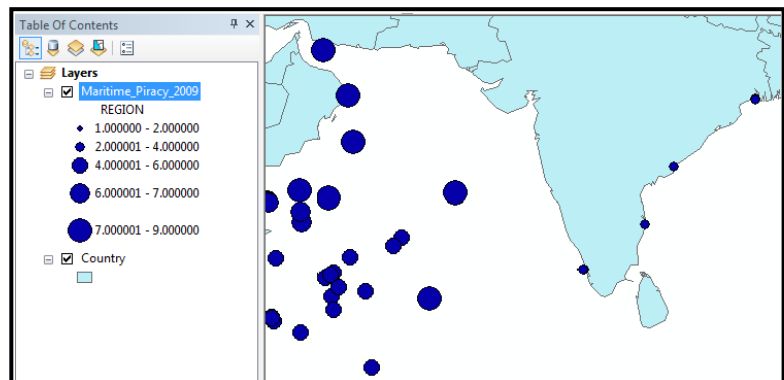 Table Of Contents
Layers
Maritime_Piracy_2009
REGION
1.000000 - 2.000000
2.000001 - 4.000000
4.000001 - 6.000000
6.000001 - 7.000000
7.000001 - 9.000000
Country